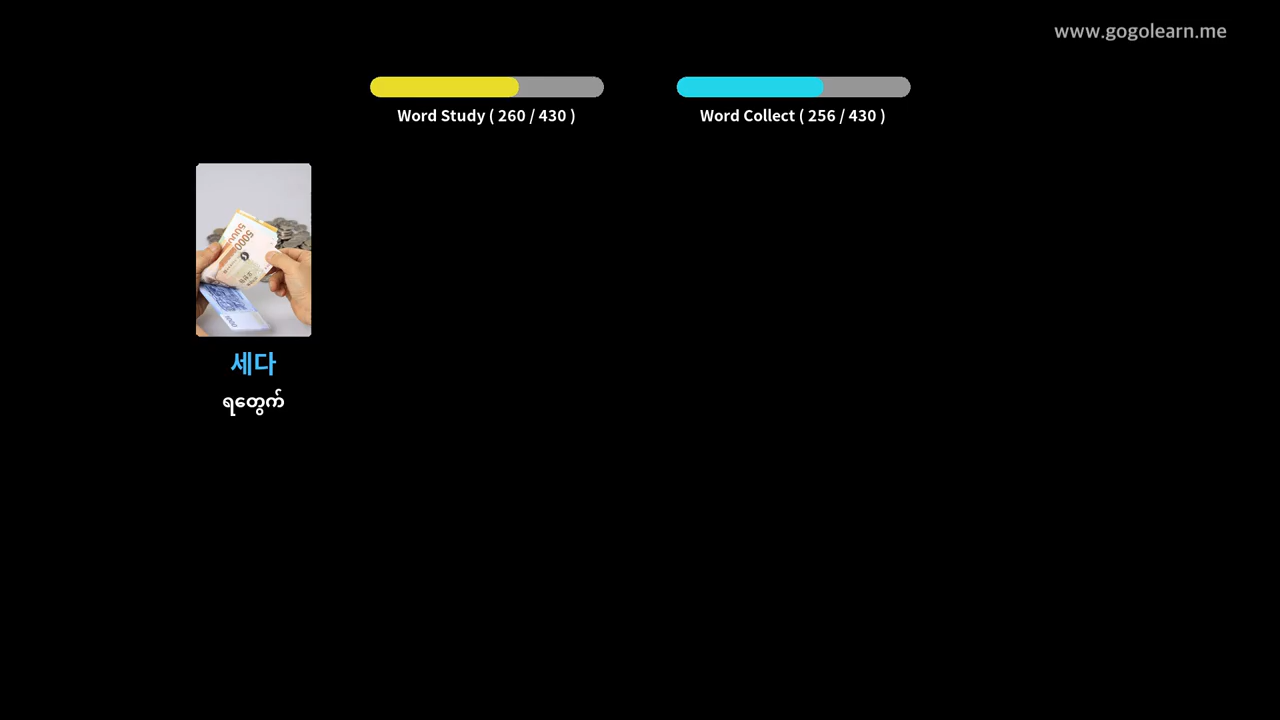 www.gogolearn.me
Word Study ( 260 / 430 )
Word Collect ( 256 / 430 )
세다
ရတွေက်